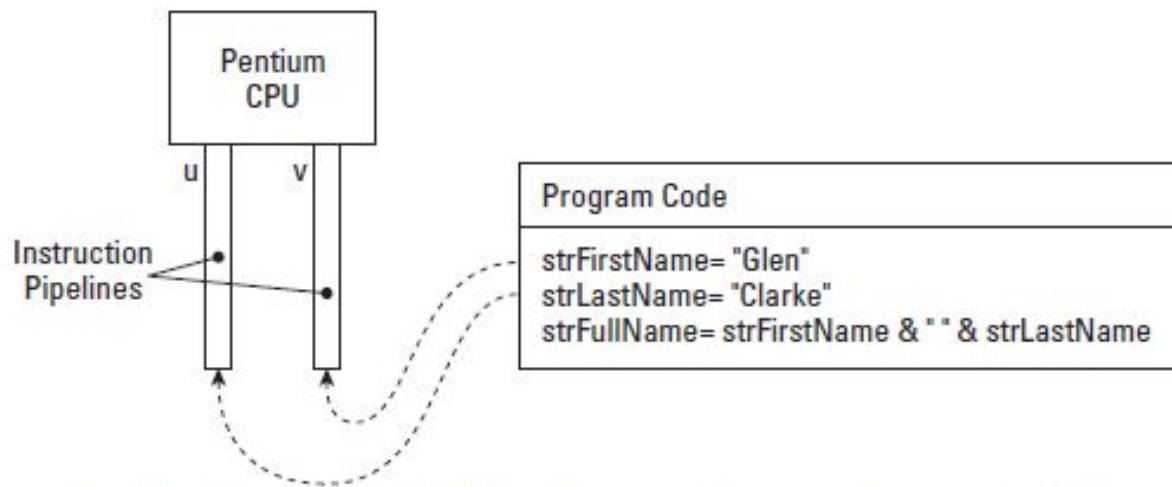 Pentium
CPU
u
v
Instruction
Pipelines
Program Code
strFirstName= "Glen"
strLastName= "Clarke"
strFullName= strFirstName & " " & strLastName